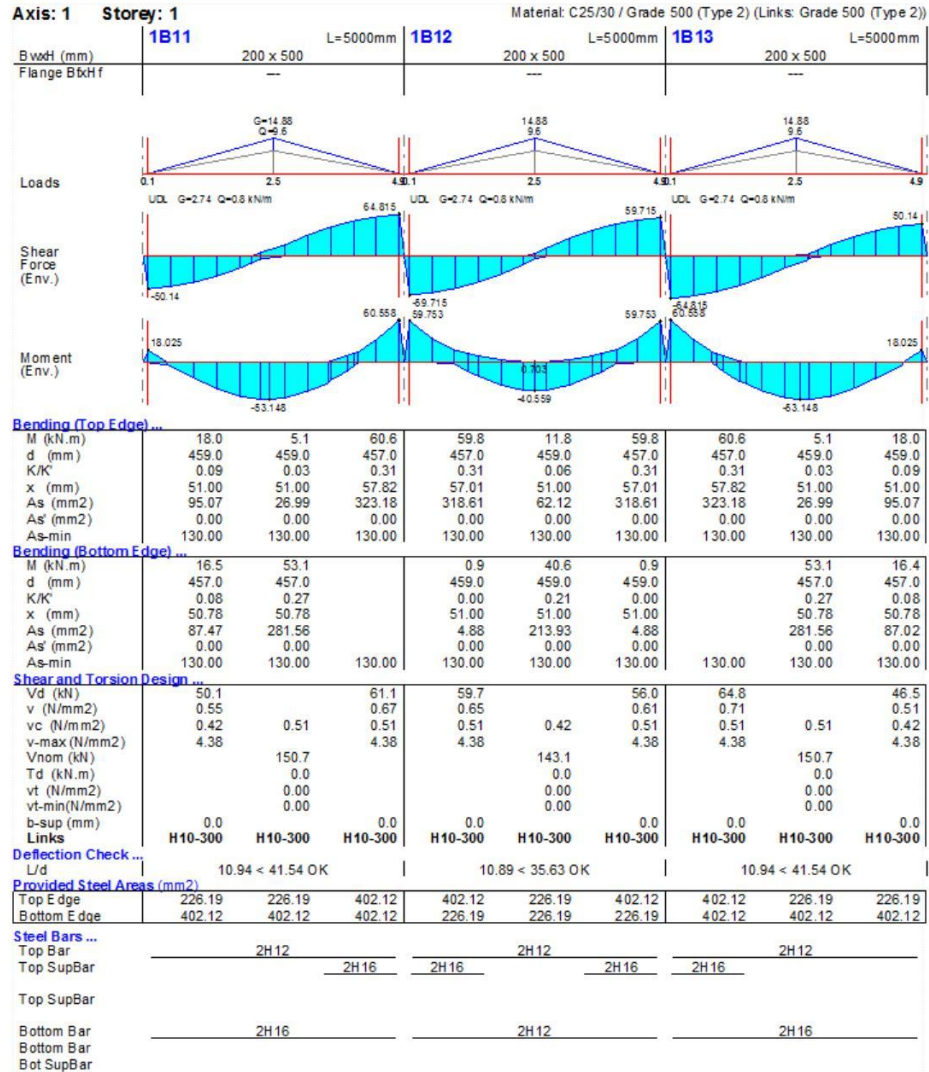 Axis: 1 Storey: 1 Material: C25/30 / Grade 500 (Type 2) (Links: Grade 500 (Type 2))
1B11 L=5000mm 1B12 L=5000mm 1B13 L=5000mm
BwxH (mm) 200 x 500 200 x 500 200 x 500
Flange BfxHf --- --- ---
G=14.88 14.88 14.88
Q=9.6 9.6 9.6
Loads
0.1 2.5 4.9 0.1 2.5 4.9 0.1 2.5 4.9
UDL G=2.74 Q=0.8 kN/m UDL G=2.74 Q=0.8 kN/m UDL G=2.74 Q=0.8 kN/m
64.815 59.715 50.14
Shear
Force
(Env.)
-50.14 -59.715 -64.815
60.558 59.753 59.753 60.558
18.025 18.025
Moment
(Env.)
0.703
-53.148 -40.559 -53.148
Bending (Top Edge) ...
M (kN.m) 18.0 5.1 60.6 59.8 11.8 59.8 60.6 5.1 18.0
d (mm) 459.0 459.0 457.0 457.0 459.0 457.0 457.0 459.0 459.0
K/K' 0.09 0.03 0.31 0.31 0.06 0.31 0.31 0.03 0.09
x (mm) 51.00 51.00 57.82 57.01 51.00 57.01 57.82 51.00 51.00
As (mm2) 95.07 26.99 323.18 318.61 62.12 318.61 323.18 26.99 95.07
As' (mm2) 0.00 0.00 0.00 0.00 0.00 0.00 0.00 0.00 0.00
As-min 130.00 130.00 130.00 130.00 130.00 130.00 130.00 130.00 130.00
Bending (Bottom Edge) ...
M (kN.m) 16.5 53.1 0.9 40.6 0.9 53.1 16.4
d (mm) 457.0 457.0 459.0 459.0 459.0 457.0 457.0
K/K' 0.08 0.27 0.00 0.21 0.00 0.27 0.08
x (mm) 50.78 50.78 51.00 51.00 51.00 50.78 50.78
As (mm2) 87.47 281.56 4.88 213.93 4.88 281.56 87.02
As' (mm2) 0.00 0.00 0.00 0.00 0.00 0.00 0.00
As-min 130.00 130.00 130.00 130.00 130.00 130.00 130.00 130.00 130.00
Shear and Torsion Design ...
Vd (kN) 50.1 61.1 59.7 56.0 64.8 46.5
v (N/mm2) 0.55 0.67 0.65 0.61 0.71 0.51
vc (N/mm2) 0.42 0.51 0.51 0.51 0.42 0.51 0.51 0.51 0.42
v-max (N/mm2) 4.38 4.38 4.38 4.38 4.38 4.38
Vnom (kN) 150.7 143.1 150.7
Td (kN.m) 0.0 0.0 0.0
vt (N/mm2) 0.00 0.00 0.00
vt-min(N/mm2) 0.00 0.00 0.00
b-sup (mm) 0.0 0.0 0.0 0.0 0.0 0.0
Links H10-300 H10-300 H10-300 H10-300 H10-300 H10-300 H10-300 H10-300 H10-300
Deflection Check ...
L/d 10.94 < 41.54 OK 10.89 < 35.63 OK 10.94 < 41.54 OK
Provided Steel Areas (mm2)
Top Edge 226.19 226.19 402.12 402.12 226.19 402.12 402.12 226.19 226.19
Bottom Edge 402.12 402.12 402.12 226.19 226.19 226.19 402.12 402.12 402.12
Steel Bars ...
Top Bar 2H12 2H12 2H12
Top SupBar 2H16 2H16 2H16 2H16
Top SupBar
Bottom Bar 2H16 2H12 2H16
Bottom Bar
Bot SupBar